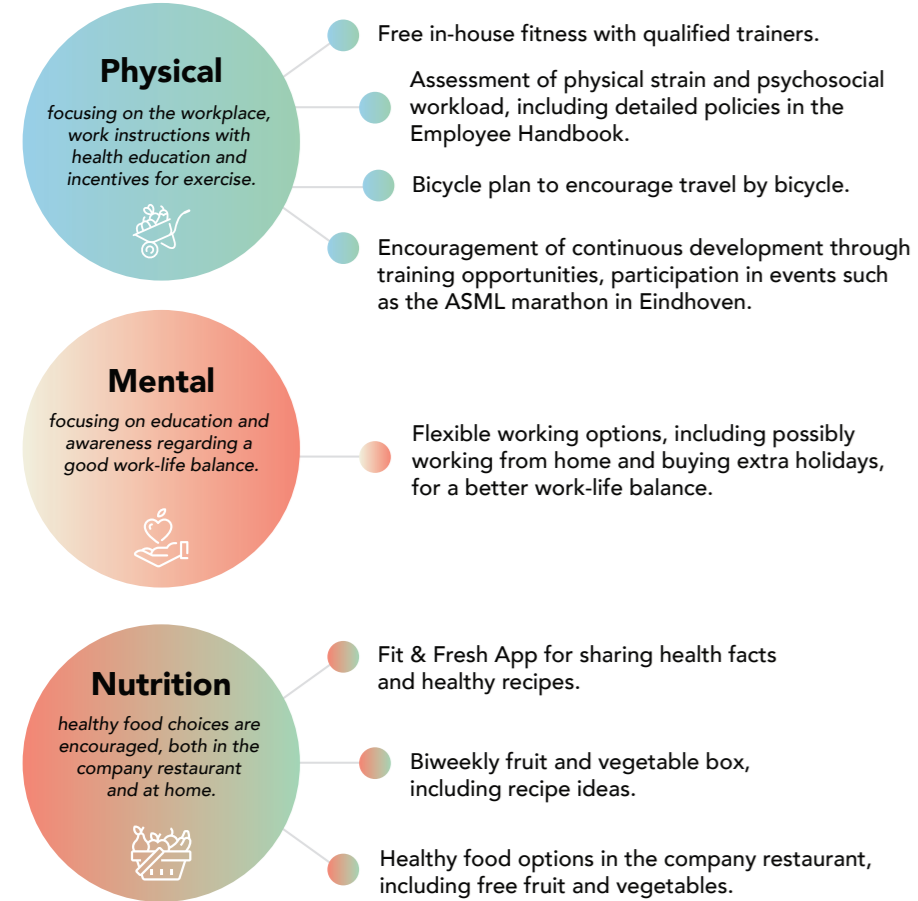 Physical
focusing on the workplace,
work instructions with
health education and
incentives for exercise.
Free in-house fitness with qualified trainers.
Assessment of physical strain and psychosocial
workload, including detailed policies in the
Employee Handbook.
Bicycle plan to encourage travel by bicycle.
Encouragement of continuous development through
training opportunities, participation in events such
as the ASML marathon in Eindhoven.
Mental
focusing on education and
awareness regarding a
good work-life balance.
Flexible working options, including possibly
working from home and buying extra holidays,
for a better work-life balance.
Nutrition
healthy food choices are
encouraged, both in the
company restaurant
and at home.
Fit & Fresh App for sharing health facts
and healthy recipes.
Biweekly fruit and vegetable box,
including recipe ideas.
Healthy food options in the company restaurant,
including free fruit and vegetables.